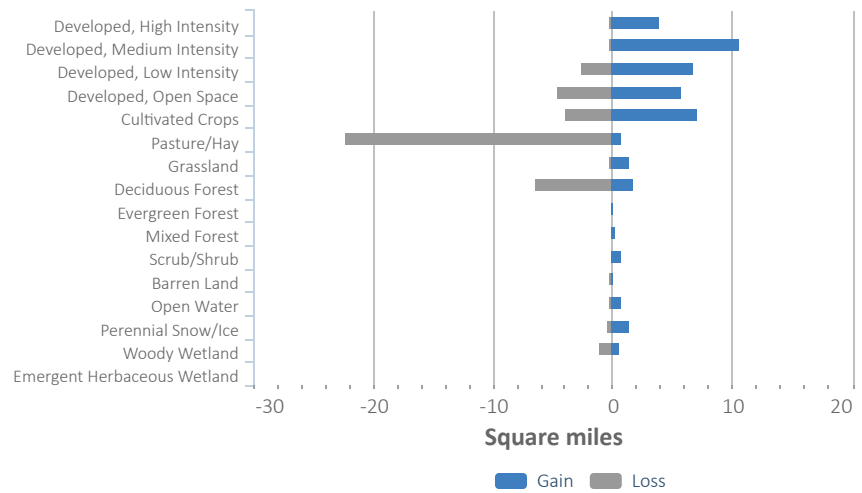 Developed, High Intensity
Developed, Medium Intensity
Developed, Low Intensity
Developed, Open Space
Cultivated Crops
Pasture/Hay
Grassland
Deciduous Forest
Evergreen Forest
Mixed Forest
Scrub/Shrub
Barren Land
Open Water
Perennial Snow/Ice
Woody Wetland
Emergent Herbaceous Wetland
-30 -20 -10 0 10 20
Square miles
Gain Loss